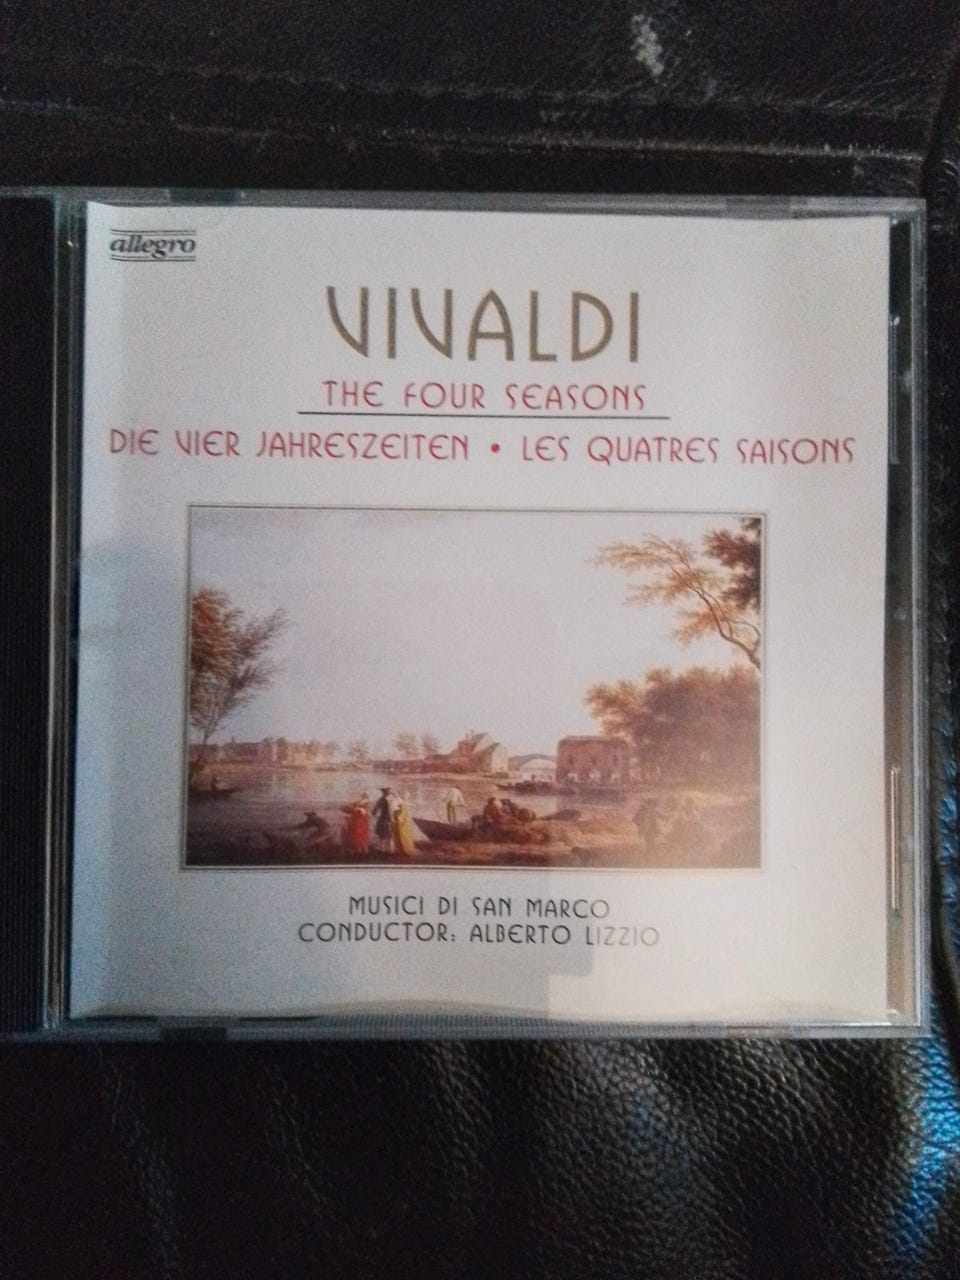 allegro
VIVALDI
THE FOUR SEASONS
DIE VIER JAHRESZEITEN • LES QUATRES SAISONS
MUSICI DI SAN MARCO
CONDUCTOR: ALBERTO LIZZIO